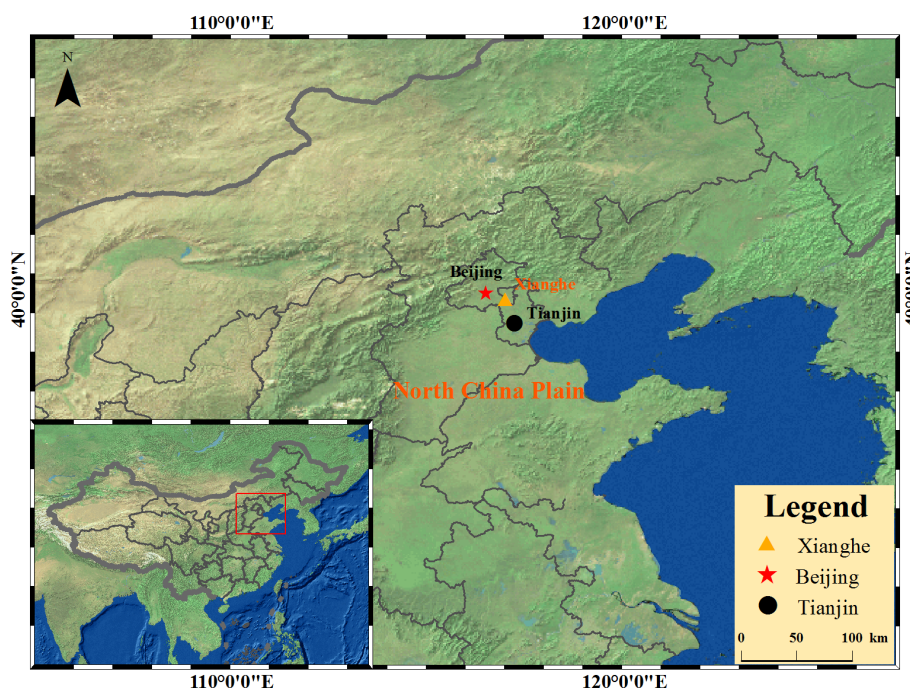 110°0'0"E 120°0'0"E
N
40°0'0"N
40°0'0"N
Beijing
Xianghe
Tianjin
North China Plain
Legend
Xianghe
Beijing
Tianjin
0 50 100 km
110°0'0"E 120°0'0"E